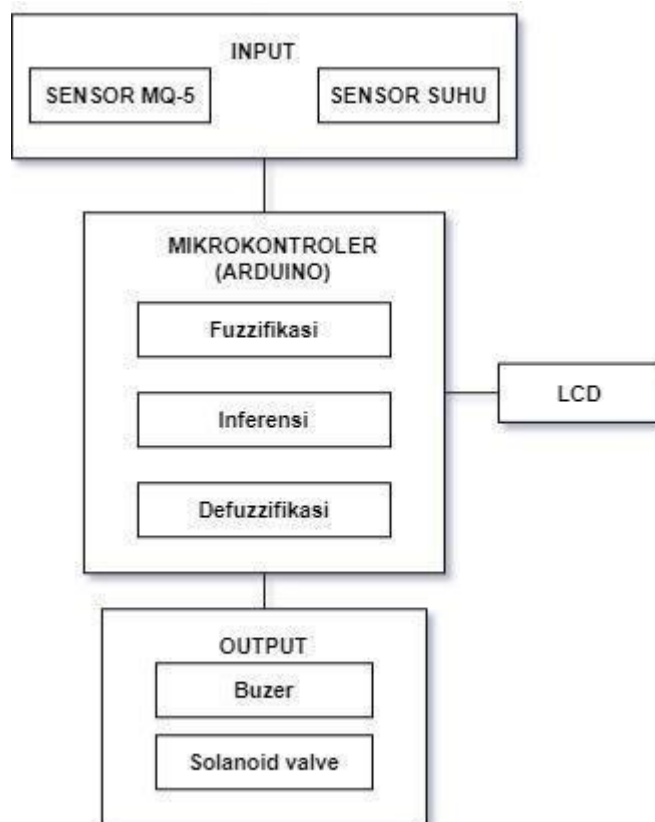 INPUT
SENSOR MQ-5
SENSOR SUHU
MIKROKONTROLER
(ARDUINO)
Fuzzifikasi
Inferensi
LCD
Defuzzifikasi
OUTPUT
Buzer
Solanoid valve